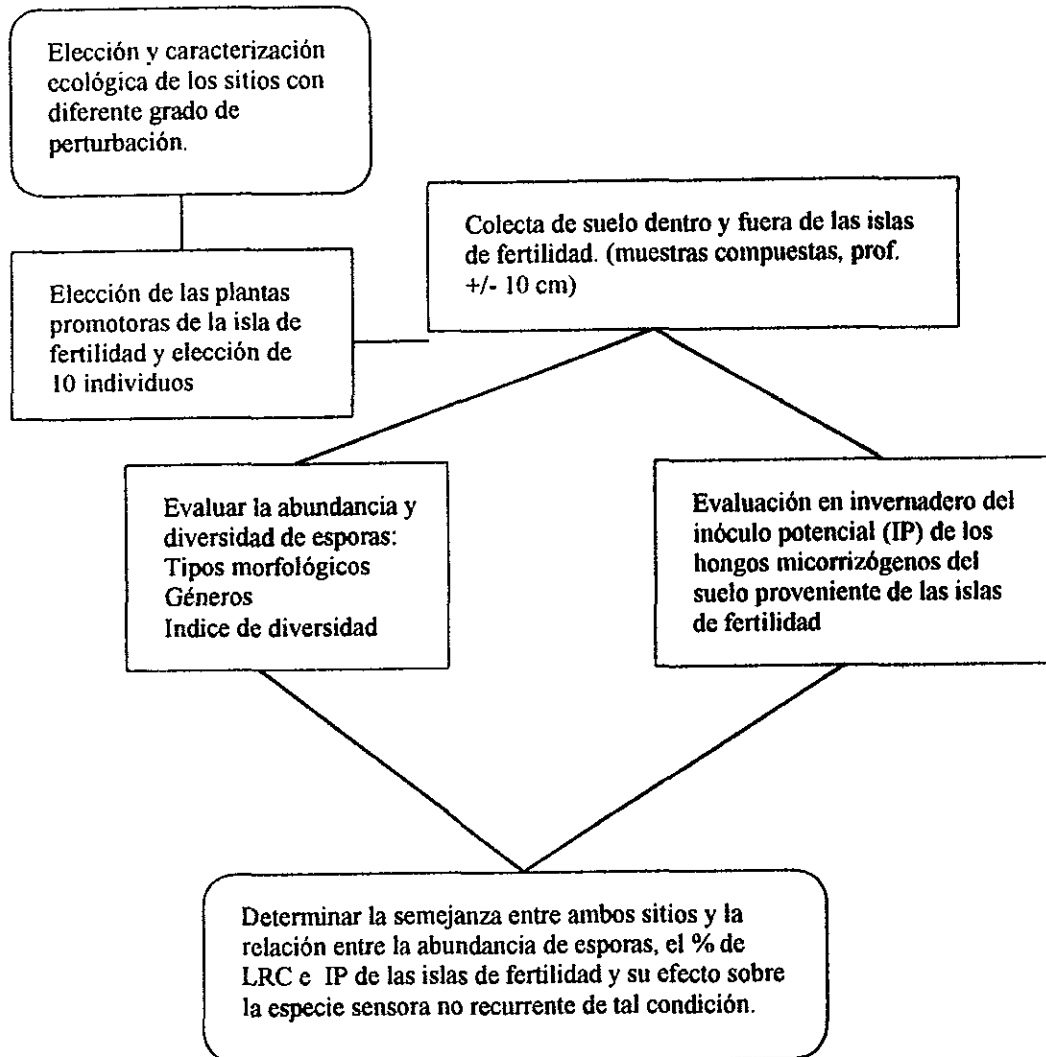 Elección y caracterización
ecológica de los sitios con
diferente grado de
perturbación.
Elección de las plantas
promotoras de la isla de
fertilidad y elección de
10 individuos
Colecta de suelo dentro y fuera de las islas
de fertilidad. (muestras compuestas, prof.
+/- 10 cm)
Evaluar la abundancia y
diversidad de esporas:
Tipos morfológicos
Géneros
Indice de diversidad
Evaluación en invernadero del
inóculo potencial (IP) de los
hongos micorrizógenos del
suelo proveniente de las islas
de fertilidad
Determinar la semejanza entre ambos sitios y la
relación entre la abundancia de esporas, el % de
LRC e IP de las islas de fertilidad y su efecto sobre
la especie sensora no recurrente de tal condición.